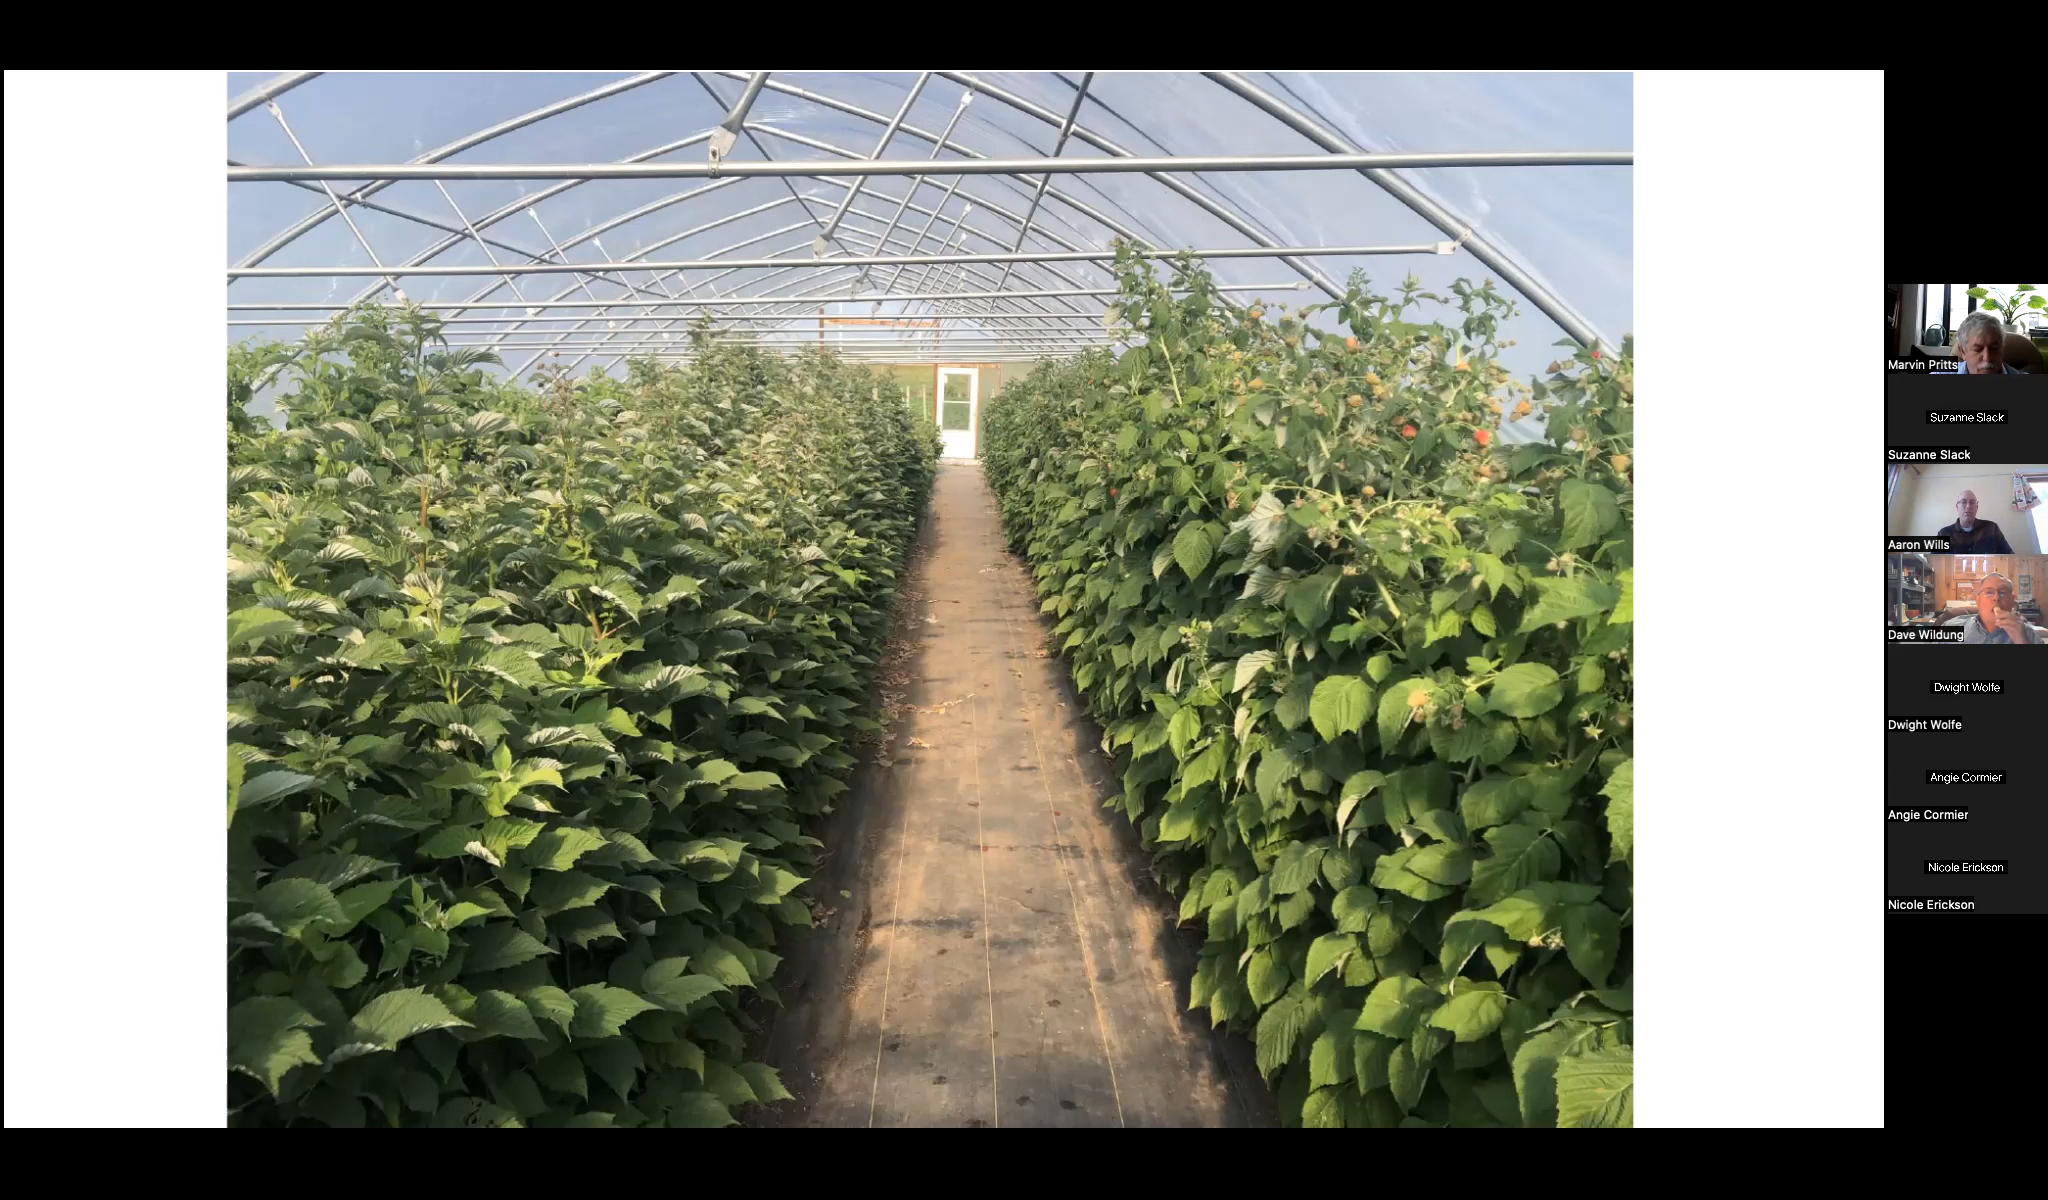 Marvin Pritts
Suzanne Slack
Suzanne Slack
Aaron Wills
Dave Wildung
Dwight Wolfe
Dwight Wolfe
Angie Cormier
Angie Cormier
Nicole Erickson
Nicole Erickson